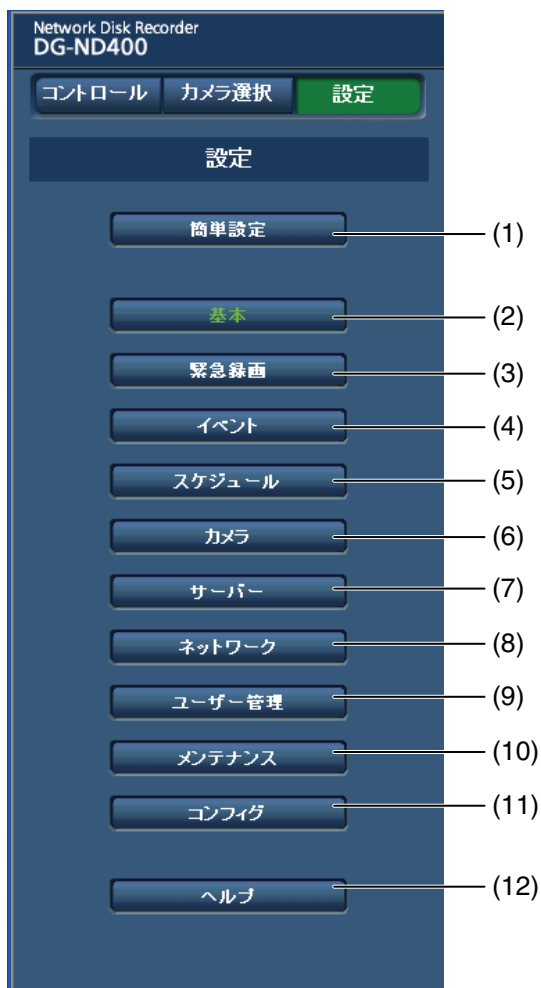 Network Disk Recorder
DG-ND400
コントロール カメラ選択 設定
設定
簡単設定 (1)
基本 (2)
緊急録画 (3)
イベント (4)
スケジュール (5)
カメラ (6)
サーバー (7)
ネットワーク (8)
ユーザー管理 (9)
メンテナンス (10)
コンフィグ (11)
ヘルプ (12)